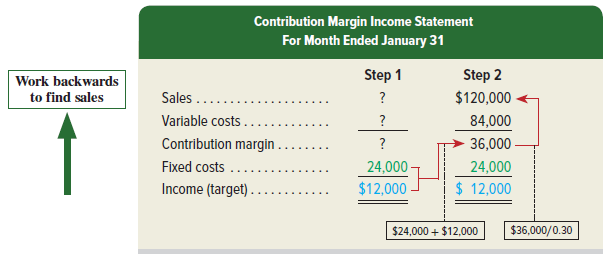 Contribution Margin Income Statement
For Month Ended January 31
Work backwards
to find sales
Step 1 Step 2
Sales . . . . . . . . . . . . . . . . . . . . . ? $120,000
Variable costs . . . . . . . . . . . . . ? 84,000
Contribution margin . . . . . . . . ? 36,000
Fixed costs . . . . . . . . . . . . . . . 24,000 24,000
Income (target) . . . . . . . . . . . . $12,000 $ 12,000
$24,000 + $12,000 $36,000/0.30